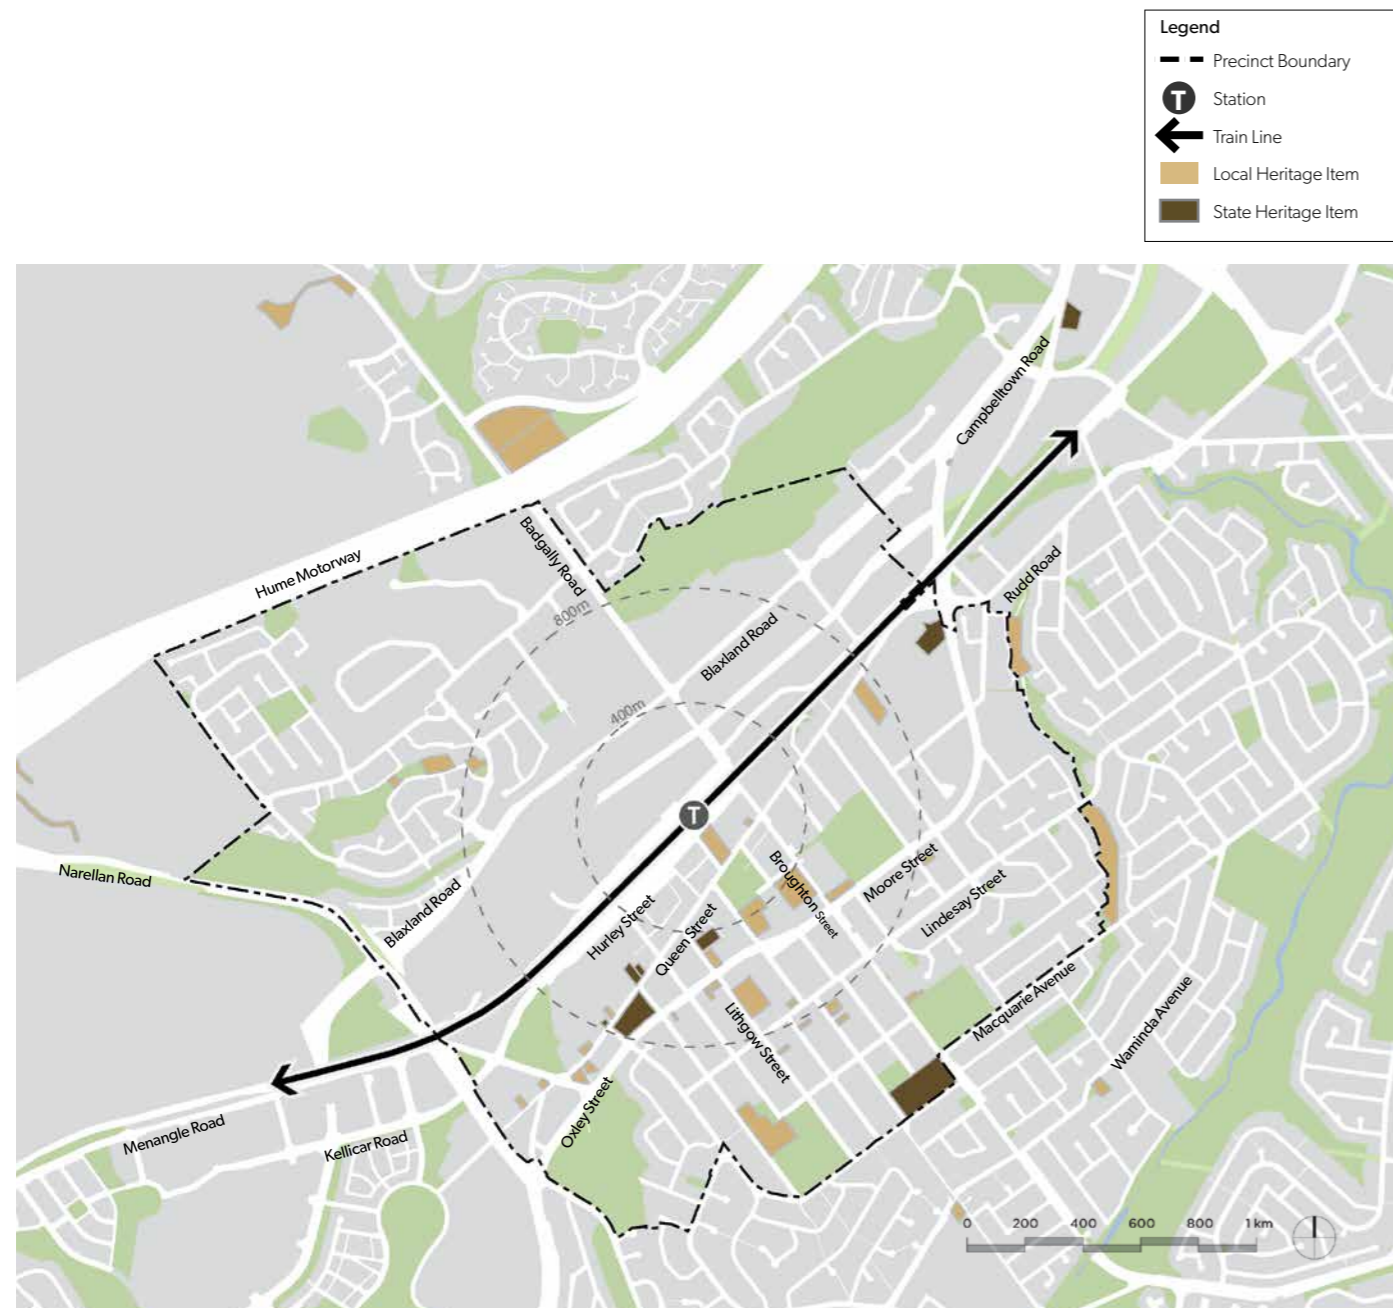 Legend
Precinct Boundary
T
Station
Train Line
Local Heritage Item
State Heritage Item
Campbelltown Road
Badgally Road
Hume Motorway
Rudd Road
800m
Blaxland Road
400m
T
Narellan Road
Broughton Street
Moore Street
Blaxland Road
Lindesay Street
Hurley Street
Queen Street
Macquarie Avenue
Waminda Avenue
Lithgow Street
Oxley Street
Menangle Road
Kellicar Road
0 200 400 600 800 1 km